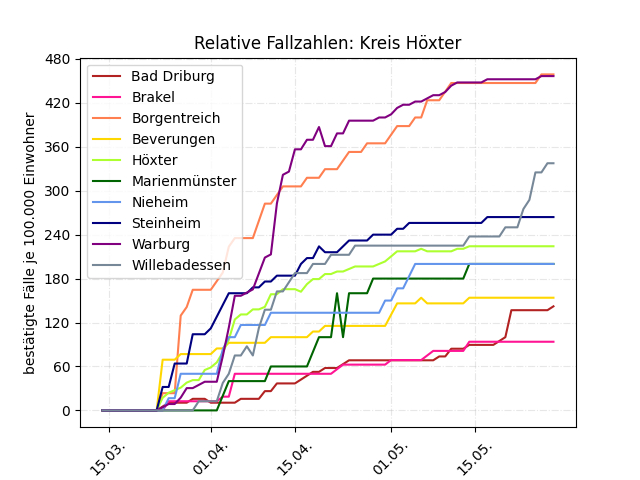 Relative Fallzahlen: Kreis Höxter
bestätigte Fälle je 100.000 Einwohner
480
420
360
300
240
180
120
60
0
Bad Driburg
Brakel
Borgentreich
Beverungen
Höxter
Marienmünster
Nieheim
Steinheim
Warburg
Willebadessen
15.03.
01.04.
15.04.
01.05.
15.05.